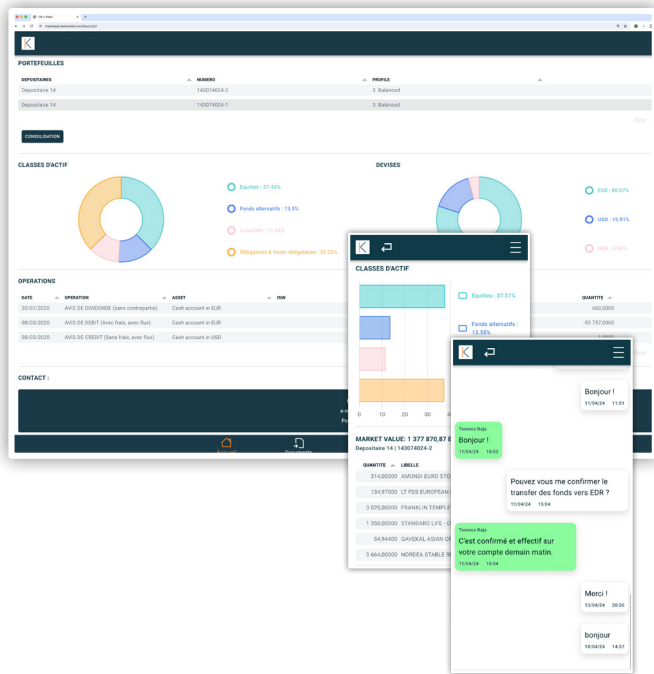 PORTEFEUILLES
DEPOSITAIRES NUMERO PROFILE
Depositaire 14 143074024-2 3. Balanced
Depositaire 14 143074024-1 3. Balanced
CONSOLIDATION
CLASSES D'ACTIF
Equities : 37.43%
Fonds alternatifs : 13.5%
Obligations & fonds obligataires : 37.22%
DEVISES
EUR : 80.07%
USD : 15.91%
OPERATIONS
DATE OPERATION ASSET ISIN QUANTITE
20/07/2020 AVIS DE DIVIDENDE (sans contrepartie) Cash account in EUR 660,0000
08/03/2020 AVIS DE DEBIT (Avec frais, avec flux) Cash account in EUR -50 757,0000
08/03/2020 AVIS DE CREDIT (Sans frais, avec flux) Cash account in USD
CONTACT :
Accueil
Documents
CLASSES D'ACTIF
Equities : 37.57%
Fonds alternatifs :
13.55%
0 10 20 30
MARKET VALUE: 1 377 870,87 E
Depositaire 14 | 143074024-2
QUANTITE LIBELLE
314,00000 AMUNDI EURO STO
134,97000 LT FDS EUROPEAN
3 025,00000 FRANKLIN TEMPLE
1 358,00000 STANDARD LIFE -
54,94400 GAVEKAL ASIAN O
3 664,00000 NORDEA STABLE R
Bonjour !
11/04/24 11:01
Terence Raja
Bonjour !
11/04/24 15:03
Pouvez vous me confirmer le
transfer des fonds vers EDR ?
11/04/24 15:04
Terence Raja
C'est confirmé et effectif sur
votre compte demain matin.
11/04/24 15:04
Merci !
13/04/24 20:26
bonjour
18/04/24 14:37